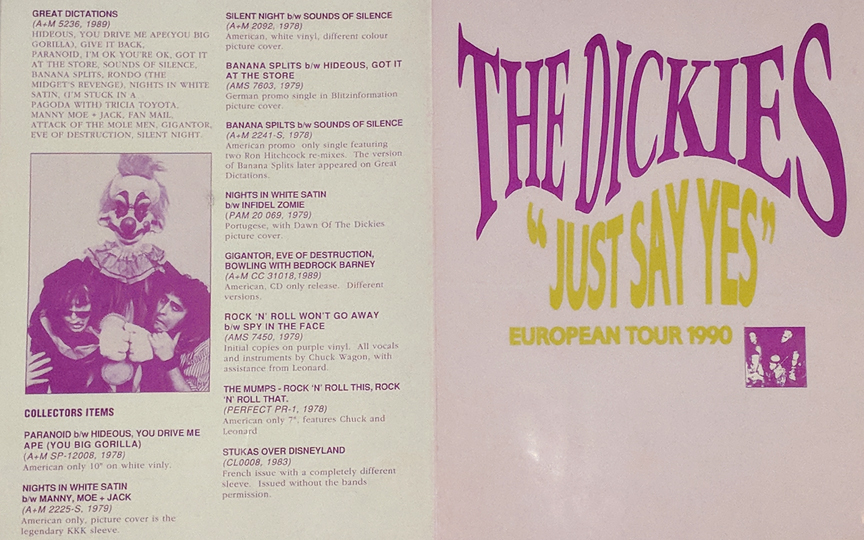 GREAT DICTATIONS
(A+M 5236, 1989)
HIDEOUS, YOU DRIVE ME APE(YOU BIG
GORILLA), GIVE IT BACK,
PARANOID, I'M OK YOU'RE OK, GOT IT
AT THE STORE, SOUNDS OF SILENCE,
BANANA SPLITS, RONDO (THE
MIDGET'S REVENGE), NIGHTS IN WHITE
SATIN, (I'M STUCK IN A
PAGODA WITH) TRICIA TOYOTA,
MANNY MOE + JACK, FAN MAIL,
ATTACK OF THE MOLE MEN, GIGANTOR,
EVE OF DESTRUCTION, SILENT NIGHT.
COLLECTORS ITEMS
PARANOID b/w HIDEOUS, YOU DRIVE ME
APE (YOU BIG GORILLA)
(A+M SP-12008, 1978)
American only 10" on white vinly.
NIGHTS IN WHITE SATIN
b/w MANNY, MOE + JACK
(A+M 2225-S, 1979)
American only, picture cover is the
legendary KKK sleeve.
SILENT NIGHT b/w SOUNDS OF SILENCE
(A+M 2092, 1978)
American, white vinyl, different colour
picture cover.
BANANA SPLITS b/w HIDEOUS, GOT IT
AT THE STORE
(AMS 7603, 1979)
German promo single in Blitzinformation
picture cover.
BANANA SPILTS b/w SOUNDS OF SILENCE
(A+M 2241-S, 1978)
American promo only single featuring
two Ron Hitchcock re-mixes. The version
of Banana Splits later appeared on Great
Dictations.
NIGHTS IN WHITE SATIN
b/w INFIDEL ZOMIE
(PAM 20 069, 1979)
Portugese, with Dawn Of The Dickies
picture cover.
GIGANTOR, EVE OF DESTRUCTION,
BOWLING WITH BEDROCK BARNEY
(A+M CC 31018,1989)
American, CD only release. Different
versions.
ROCK 'N' ROLL WON'T GO AWAY
b/w SPY IN THE FACE
(AMS 7450, 1979)
Initial copies on purple vinyl. All vocals
and instruments by Chuck Wagon, with
assistance from Leonard.
THE MUMPS - ROCK 'N' ROLL THIS, ROCK
'N' ROLL THAT.
(PERFECT PR-1, 1978)
American only 7", features Chuck and
Leonard
STUKAS OVER DISNEYLAND
(CL0008, 1983)
French issue with a completely different
sleeve. Issued without the bands
permission.
THE DICKIES
"JUST SAY YES"
EUROPEAN TOUR 1990